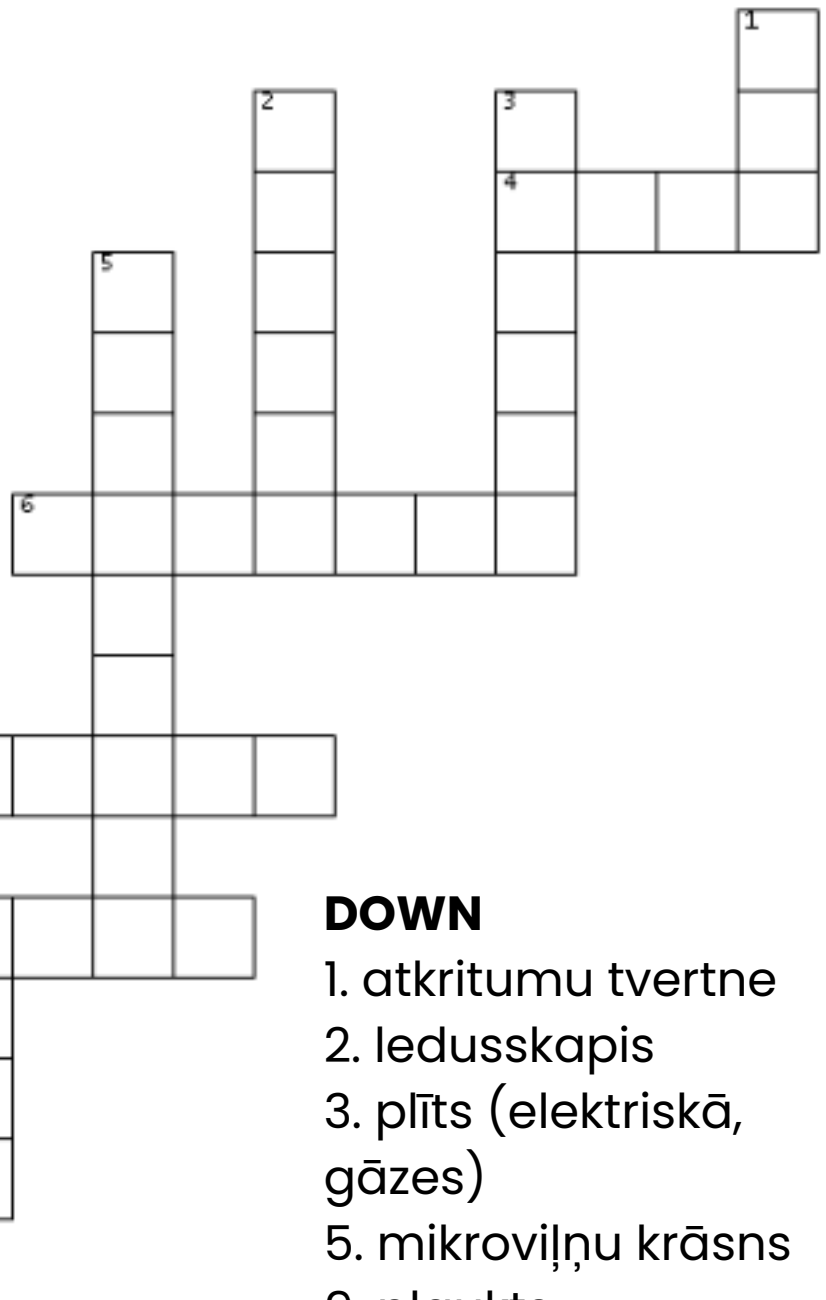 1
2
3
4
5
6
DOWN
1. atkritumu tvertne
2. ledusskapis
3. plīts (elektriskā,
gāzes)
5. mikroviļņu krāsns